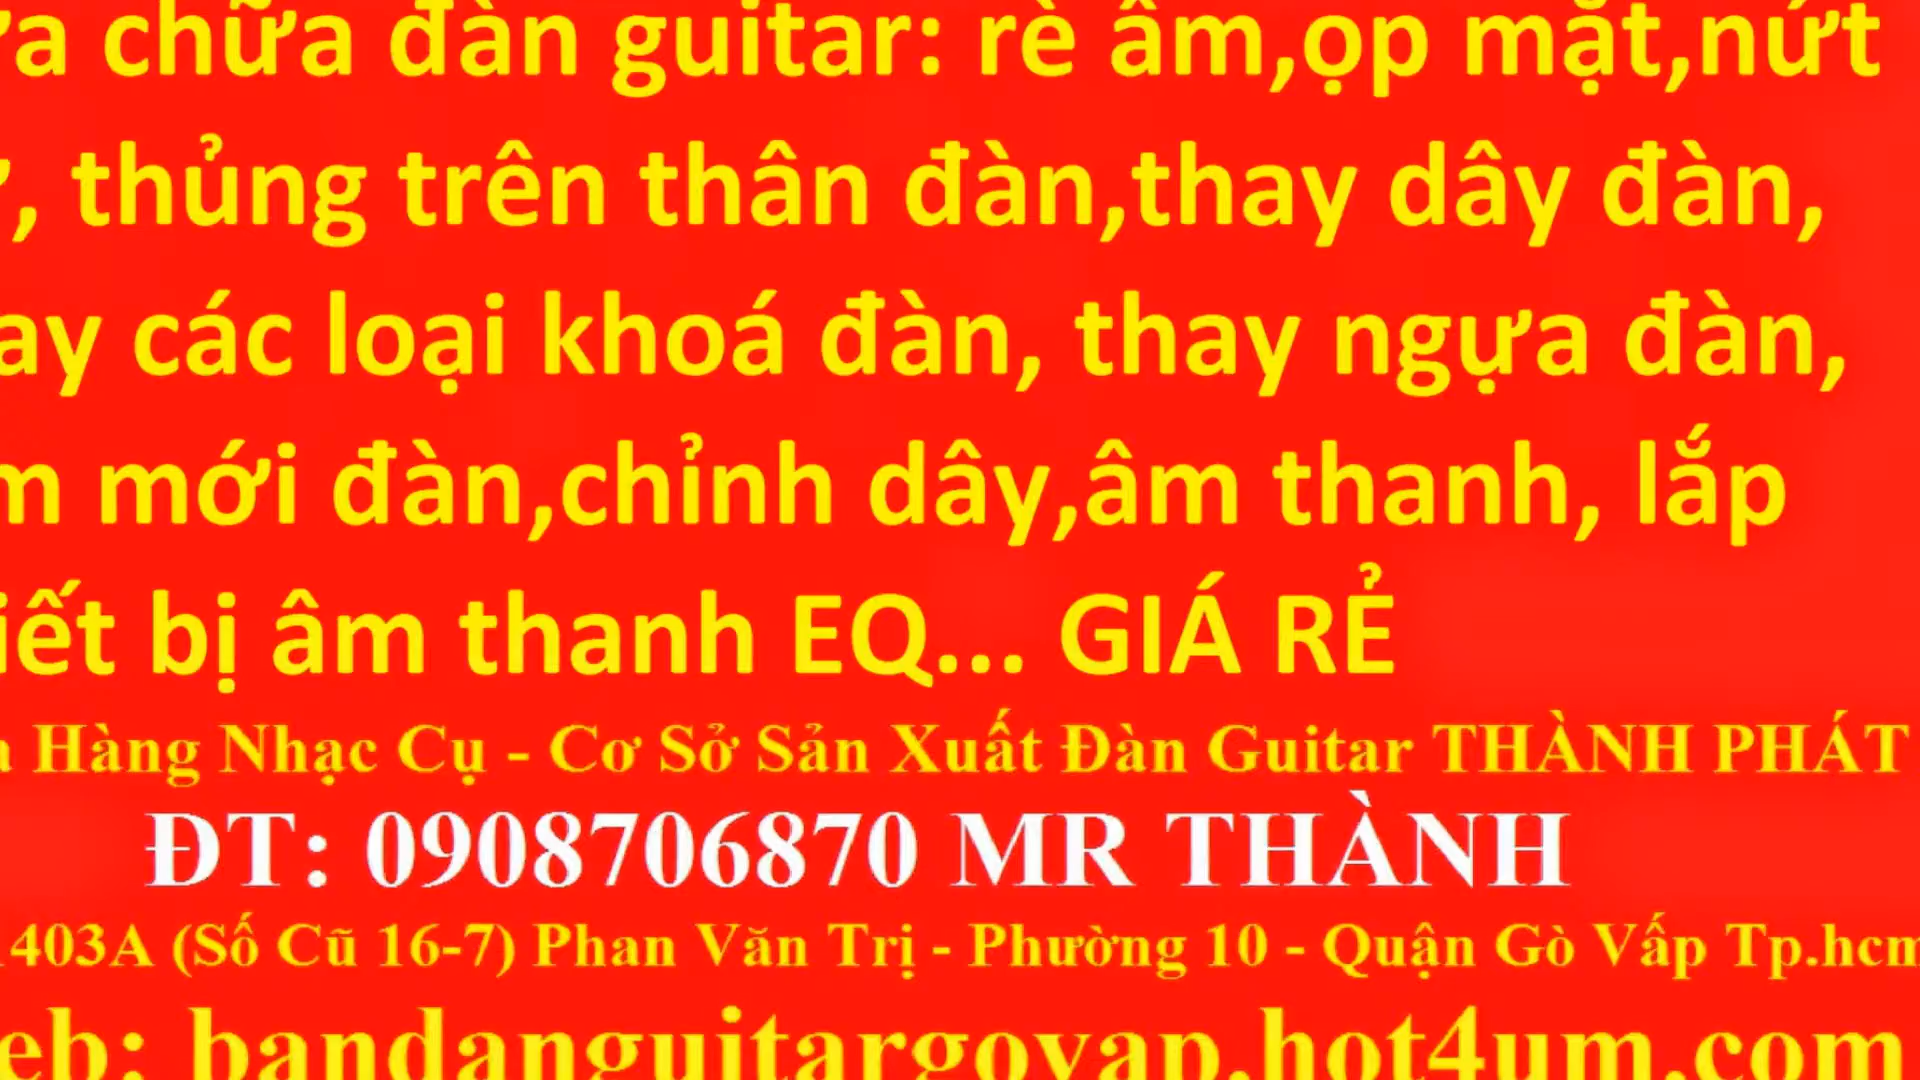 ưa chữa đàn guitar: rè âm,ọp mặt,nứt
, thủng trên thân đàn,thay dây đàn,
ay các loại khoá đàn, thay ngựa đàn,
m mới đàn,chỉnh dây,âm thanh, lắp
iết bị âm thanh EQ... GIÁ RẺ
a Hàng Nhạc Cụ - Cơ Sở Sản Xuất Đàn Guitar THÀNH PHÁT
ĐT: 0908706870 MR THÀNH
1403A (Số Cũ 16-7) Phan Văn Trị - Phường 10 - Quận Gò Vấp Tp.hcm
eb: bandanguitargovap.hot4um.com